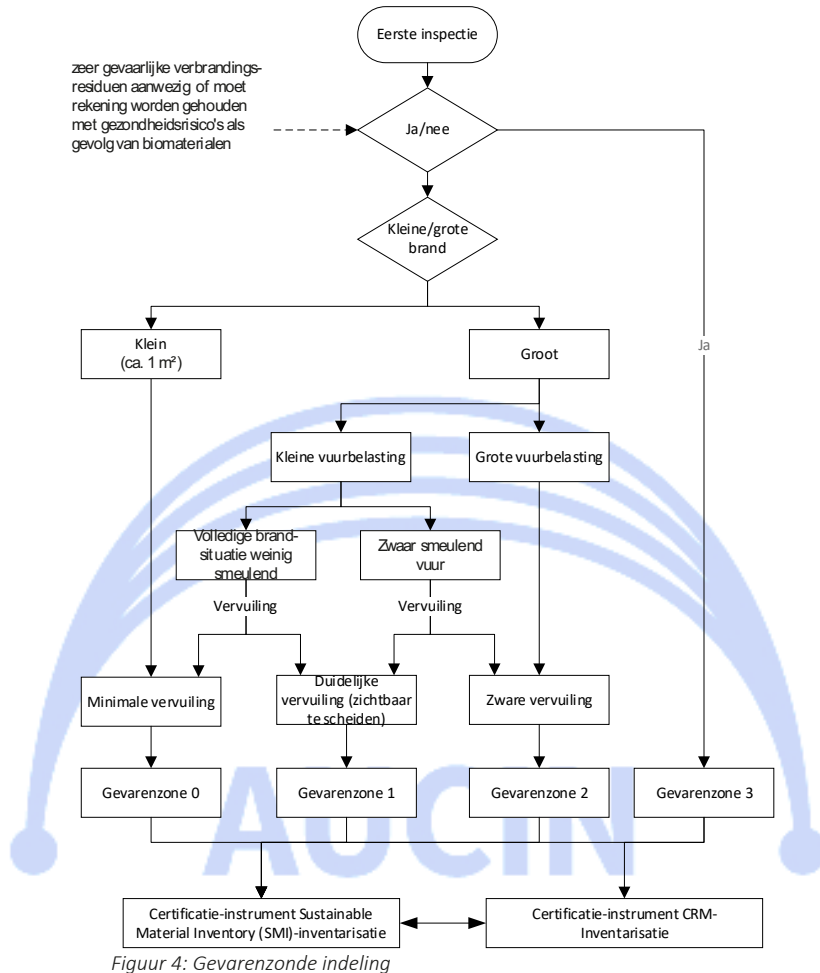 Eerste inspectie
zeer gevaarlijke verbrandings-
residuen aanwezig of moet
rekening worden gehouden
met gezondheidsrisico's als
gevolg van biomaterialen
Ja/nee
Kleine/grote
brand
Klein
(ca. 1 m²)
Groot
Ja
Kleine vuurbelasting
Grote vuurbelasting
Volledige brand-
situatie weinig
smeulend
Zwaar smeulend
vuur
Vervuiling
Vervuiling
Minimale vervuiling
Duidelijke
vervuiling (zichtbaar
te scheiden)
Zware vervuiling
Gevarenzone 0
Gevarenzone 1
Gevarenzone 2
Gevarenzone 3
AUCIN
Certificatie-instrument Sustainable
Material Inventory (SMI)-inventarisatie
Certificatie-instrument CRM-
Inventarisatie
Figuur 4: Gevarenzonde indeling